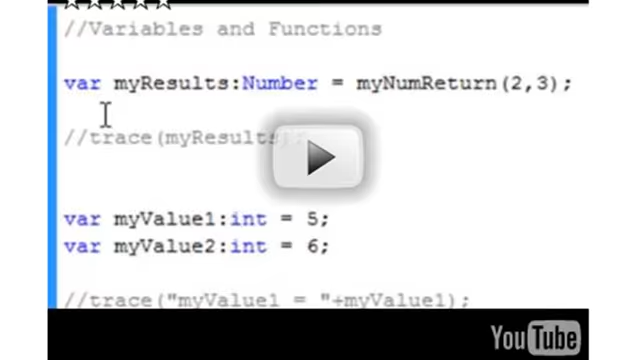 //Variables and Functions
var myResults:Number = myNumReturn(2,3);
//trace(myResults);
var myValue1:int = 5;
var myValue2:int = 6;
//trace("myValue1 = "+myValue1);
YouTube